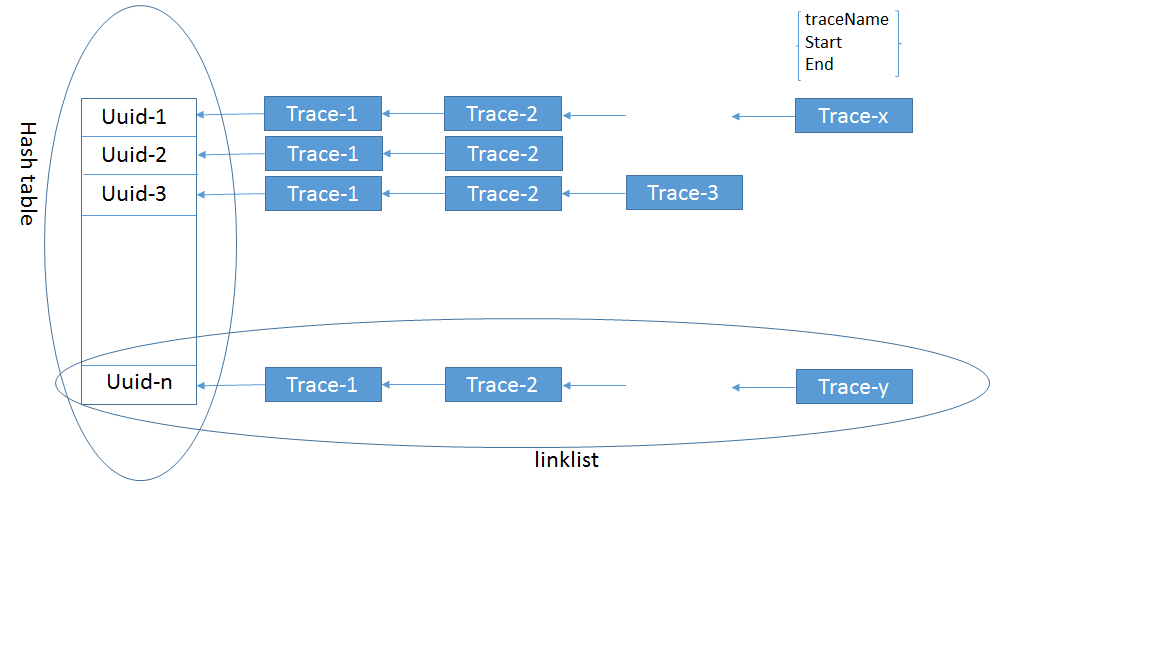 traceName
Start
End
Hash table
Uuid-1
Trace-1
Trace-2
Trace-x
Uuid-2
Trace-1
Trace-2
Uuid-3
Trace-1
Trace-2
Trace-3
Uuid-n
Trace-1
Trace-2
Trace-y
linklist